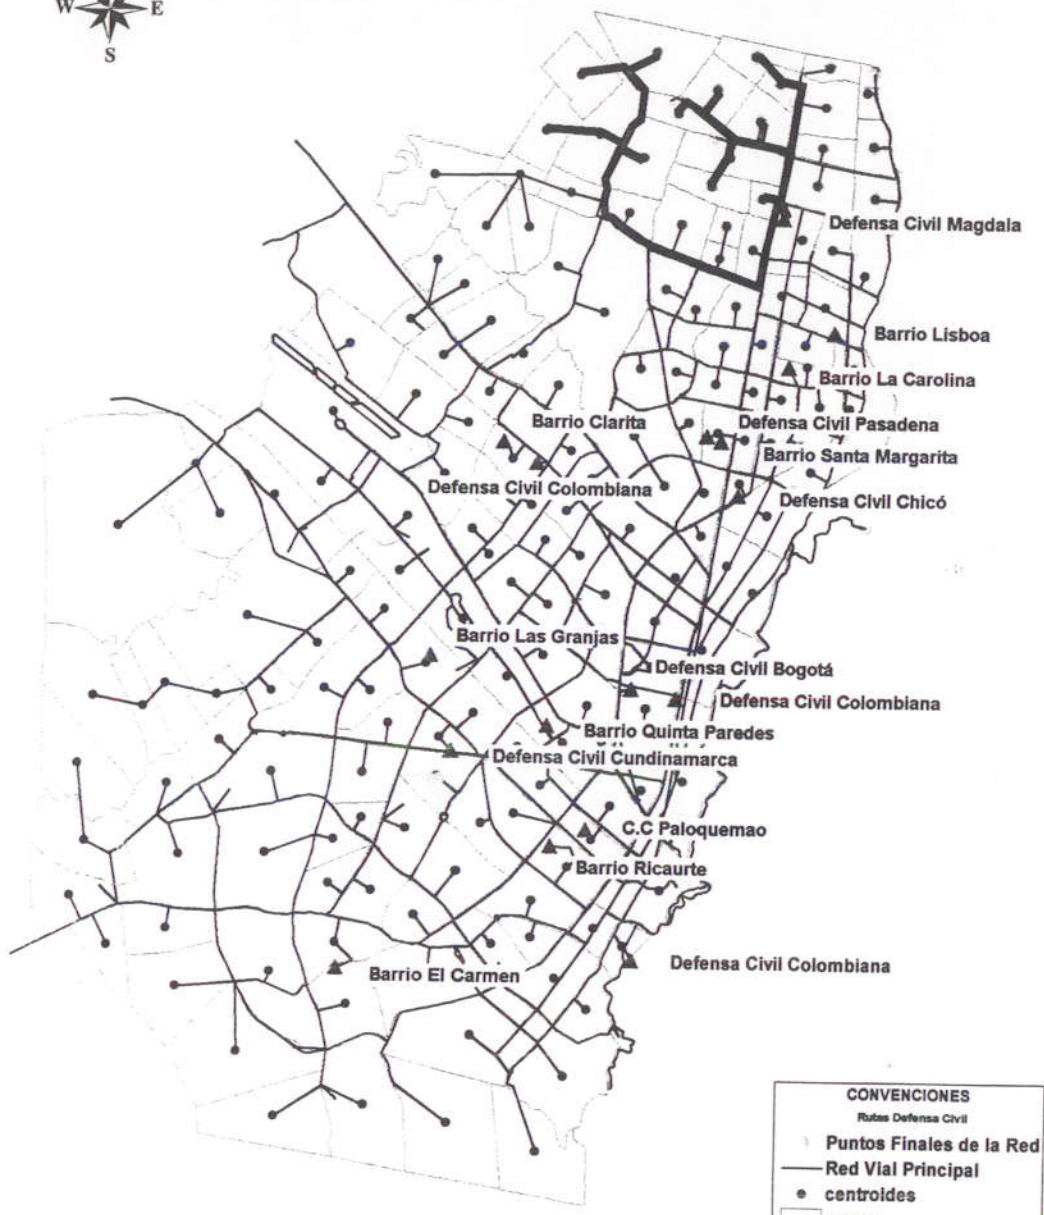 W E
S
Defensa Civil Magdala
Barrio Lisboa
Barrio La Carolina
Barrio Clarita
Defensa Civil Pasadena
Barrio Santa Margarita
Defensa Civil Colombiana
Defensa Civil Chicó
Barrio Las Granjas
Defensa Civil Bogotá
Defensa Civil Colombiana
Barrio Quinta Paredes
Defensa Civil Cundinamarca
C.C Paloquemao
Barrio Ricaurte
Defensa Civil Colombiana
Barrio El Carmen
CONVENCIONES
Rutas Defensa Civil
Puntos Finales de la Red
Red Vial Principal
centroides